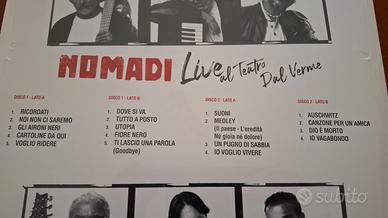 NOMADI Live al Teatro Dal Verme
DISCO 1 - LATO A
1. RICORDATI
2. NOI NON CI SAREMO
3. GLI AIRONI NERI
4. CARTOLINE DA QUI
5. VOGLIO RIDERE
DISCO 1 - LATO B
1. DOVE SI VA
2. TUTTO A POSTO
3. UTOPIA
4. FIORE NERO
5. TI LASCIO UNA PAROLA
(Goodbye)
DISCO 2 - LATO A
1. SUONI
2. MEDLEY
(Il paese - L'eredità
Né gioia né dolore)
3. UN PUGNO DI SABBIA
4. IO VOGLIO VIVERE
DISCO 2 - LATO B
1. AUSCHWITZ
2. CANZONE PER UN'AMICA
3. DIO È MORTO
4. IO VAGABONDO
subito